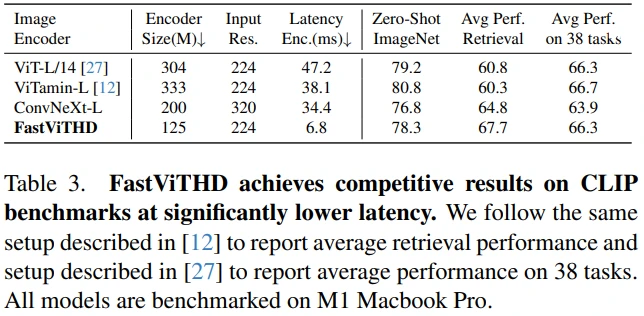 Image Encoder Input Latency Zero-Shot Avg Perf. Avg Perf.
Encoder Size(M)↓ Res. Enc.(ms)↓ ImageNet Retrieval on 38 tasks
ViT-L/14 [27] 304 224 47.2 79.2 60.8 66.3
ViTamin-L [12] 333 224 38.1 80.8 60.3 66.7
ConvNeXt-L 200 320 34.4 76.8 64.8 63.9
FastViTHD 125 224 6.8 78.3 67.7 66.3
Table 3. FastViTHD achieves competitive results on CLIP
benchmarks at significantly lower latency. We follow the same
setup described in [12] to report average retrieval performance and
setup described in [27] to report average performance on 38 tasks.
All models are benchmarked on M1 Macbook Pro.